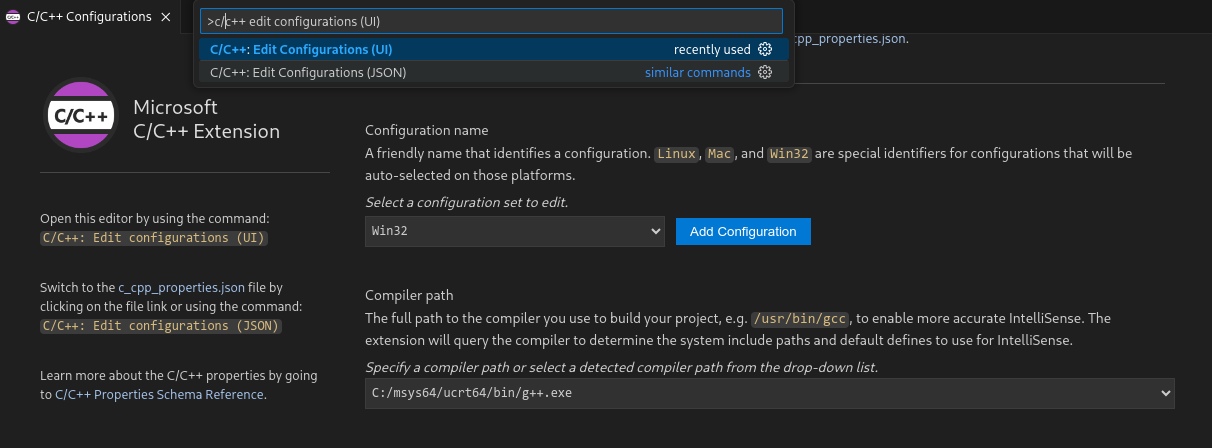 C/C++ Configurations
>c/c++ edit configurations (UI)
C/C++: Edit Configurations (UI)
recently used
C/C++: Edit Configurations (JSON)
similar commands
cpp_properties.json.
C/C++
Microsoft
C/C++ Extension
Open this editor by using the command:
C/C++: Edit configurations (UI)
Switch to the c_cpp_properties.json file by
clicking on the file link or using the command:
C/C++: Edit configurations (JSON)
Learn more about the C/C++ properties by going
to C/C++ Properties Schema Reference.
Configuration name
A friendly name that identifies a configuration. Linux, Mac, and Win32 are special identifiers for configurations that will be
auto-selected on those platforms.
Select a configuration set to edit.
Win32
Add Configuration
Compiler path
The full path to the compiler you use to build your project, e.g. /usr/bin/gcc, to enable more accurate IntelliSense. The
extension will query the compiler to determine the system include paths and default defines to use for IntelliSense.
Specify a compiler path or select a detected compiler path from the drop-down list.
C:/msys64/ucrt64/bin/g++.exe